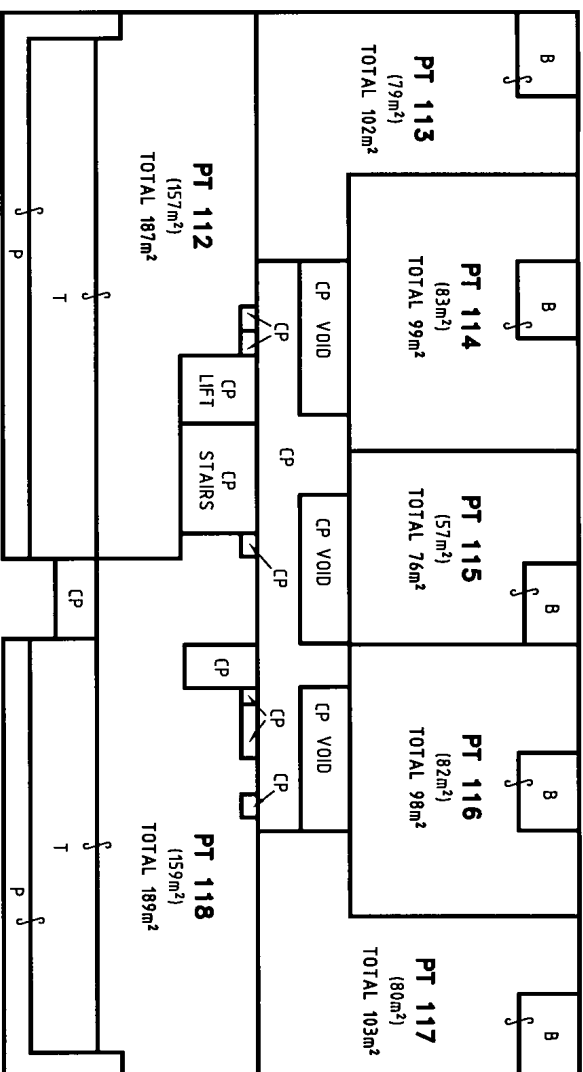 B
PT 113
(79m²)
TOTAL 102m²
B
PT 114
(83m²)
TOTAL 99m²
B
PT 115
(57m²)
TOTAL 76m²
B
PT 116
(82m²)
TOTAL 98m²
B
PT 117
(80m²)
TOTAL 103m²
CP VOID
CP VOID
CP VOID
CP
CP
CP
CP
CP
CP
LIFT
CP
STAIRS
CP
PT 112
(157m²)
TOTAL 187m²
PT 118
(159m²)
TOTAL 189m²
T
P
CP
T
P